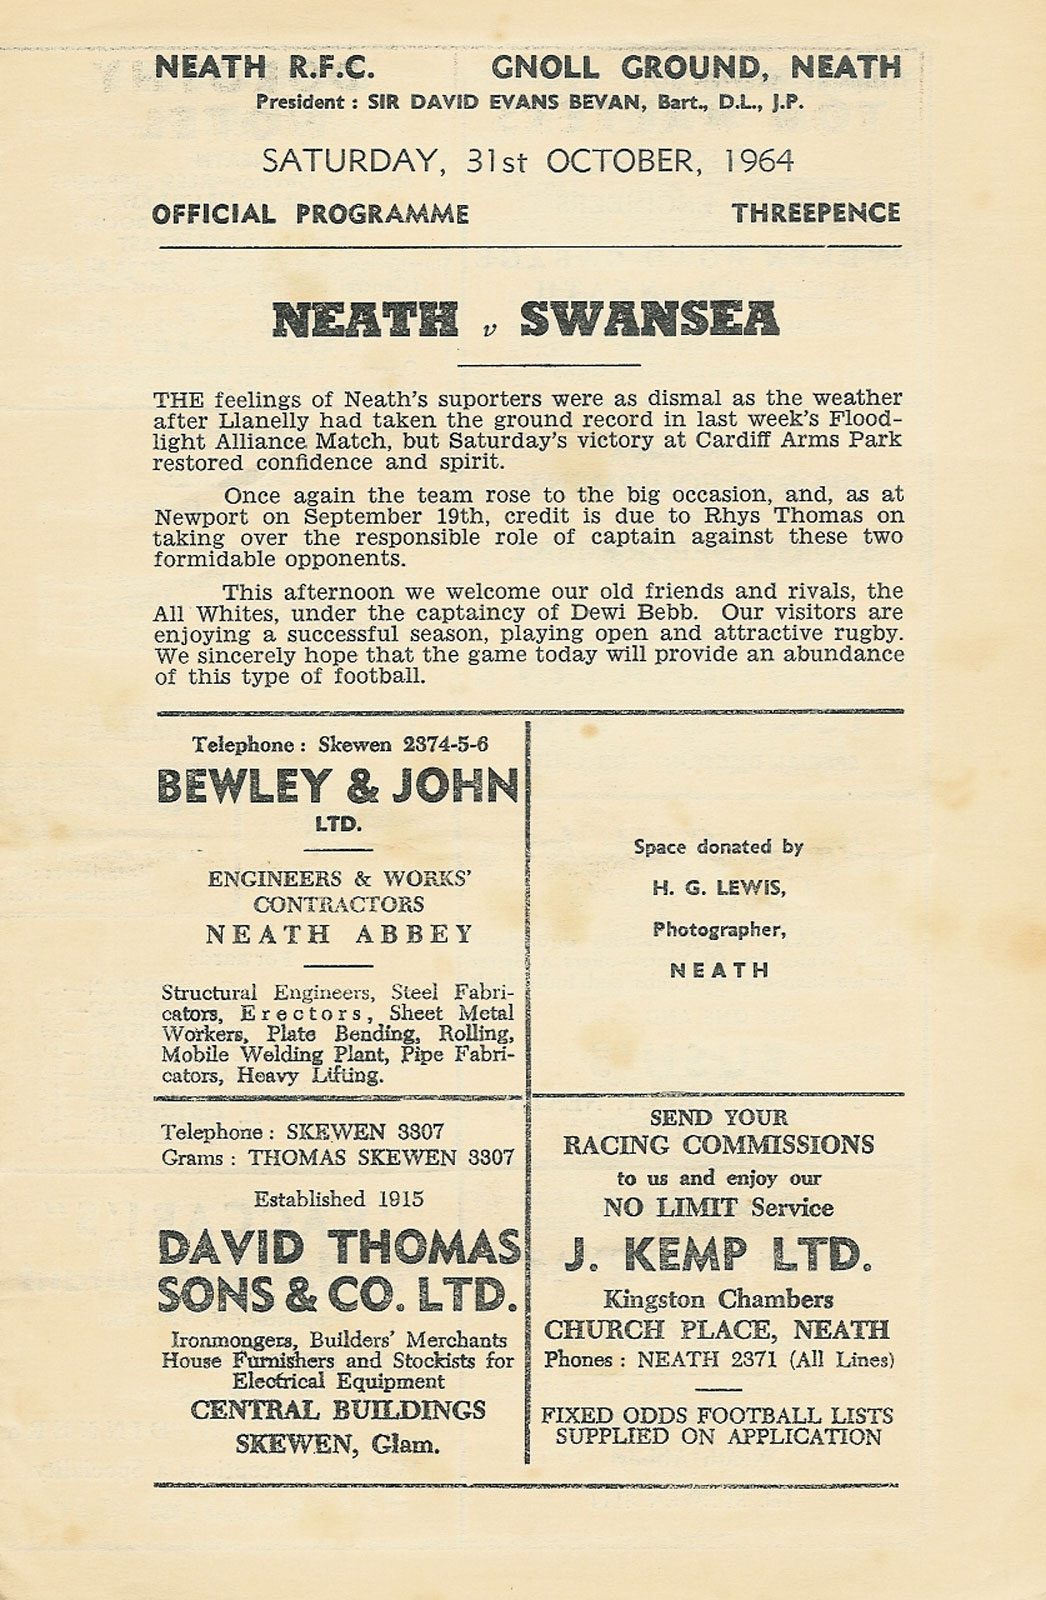 NEATH R.F.C. GNOLL GROUND, NEATH
President : SIR DAVID EVANS BEVAN, Bart., D.L., J.P.
SATURDAY, 31st OCTOBER, 1964
OFFICIAL PROGRAMME THREEPENCE
NEATH v SWANSEA
THE feelings of Neath's suporters were as dismal as the weather
after Llanelly had taken the ground record in last week's Flood-
light Alliance Match, but Saturday's victory at Cardiff Arms Park
restored confidence and spirit.
Once again the team rose to the big occasion, and, as at
Newport on September 19th, credit is due to Rhys Thomas on
taking over the responsible role of captain against these two
formidable opponents.
This afternoon we welcome our old friends and rivals, the
All Whites, under the captaincy of Dewi Bebb. Our visitors are
enjoying a successful season, playing open and attractive rugby.
We sincerely hope that the game today will provide an abundance
of this type of football.
Telephone : Skewen 2374-5-6
BEWLEY & JOHN
LTD.
ENGINEERS & WORKS'
CONTRACTORS
NEATH ABBEY
Structural Engineers, Steel Fabri-
cators, Erectors, Sheet Metal
Workers, Plate Bending, Rolling,
Mobile Welding Plant, Pipe Fabri-
cators, Heavy Lifting.
Space donated by
H. G. LEWIS,
Photographer,
NEATH
Telephone : SKEWEN 3307
Grams : THOMAS SKEWEN 3307
Established 1915
DAVID THOMAS
SONS & CO. LTD.
Ironmongers, Builders' Merchants
House Furnishers and Stockists for
Electrical Equipment
CENTRAL BUILDINGS
SKEWEN, Glam.
SEND YOUR
RACING COMMISSIONS
to us and enjoy our
NO LIMIT Service
J. KEMP LTD.
Kingston Chambers
CHURCH PLACE, NEATH
Phones : NEATH 2371 (All Lines)
FIXED ODDS FOOTBALL LISTS
SUPPLIED ON APPLICATION